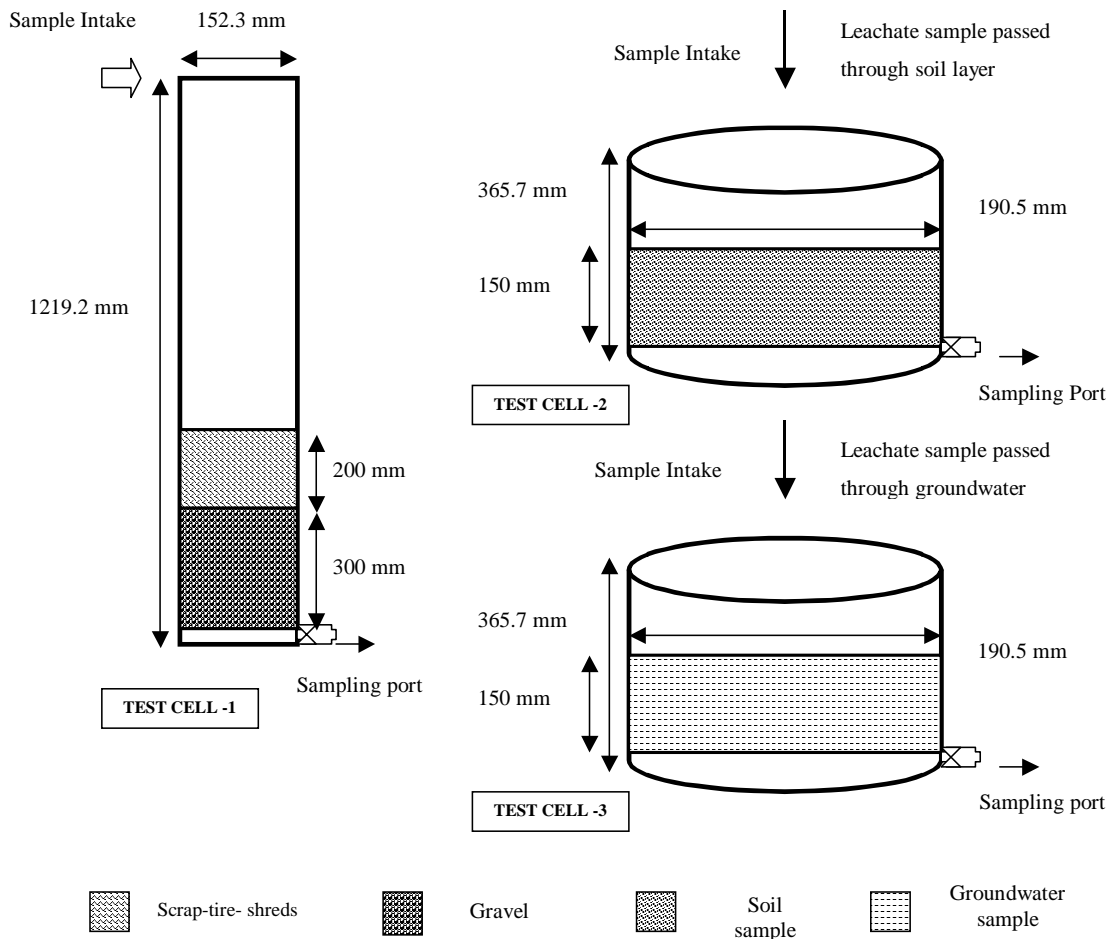 Sample Intake
152.3 mm
1219.2 mm
200 mm
300 mm
Sampling port
TEST CELL -1
Sample Intake
Leachate sample passed
through soil layer
365.7 mm
190.5 mm
150 mm
Sampling Port
TEST CELL -2
Sample Intake
Leachate sample passed
through groundwater
365.7 mm
190.5 mm
150 mm
Sampling port
TEST CELL -3
Scrap-tire- shreds
Gravel
Soil
sample
Groundwater
sample